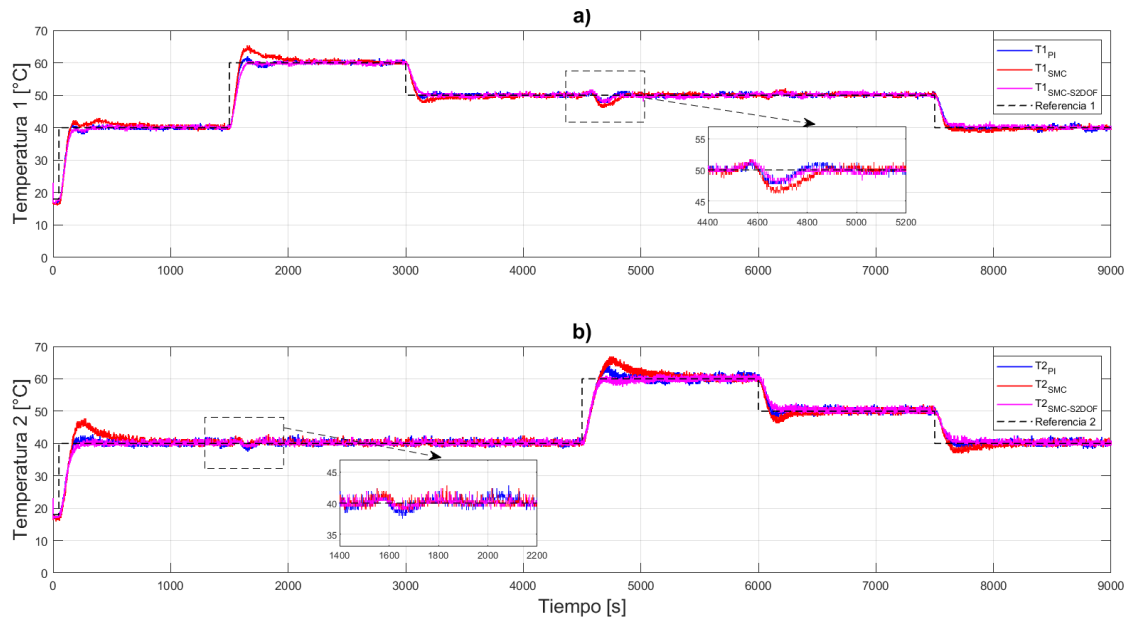 a)
Temperatura 1 [°C]
70
60
50
40
30
20
10
0
T1PI
T1SMC
T1SMC-S2DOF
Referencia 1
55
50
45
4400 4600 4800 5000 5200
0 1000 2000 3000 4000 5000 6000 7000 8000 9000
b)
Temperatura 2 [°C]
70
60
50
40
30
20
10
0
T2PI
T2SMC
T2SMC-S2DOF
Referencia 2
45
40
35
1400 1600 1800 2000 2200
0 1000 2000 3000 4000 5000 6000 7000 8000 9000
Tiempo [s]